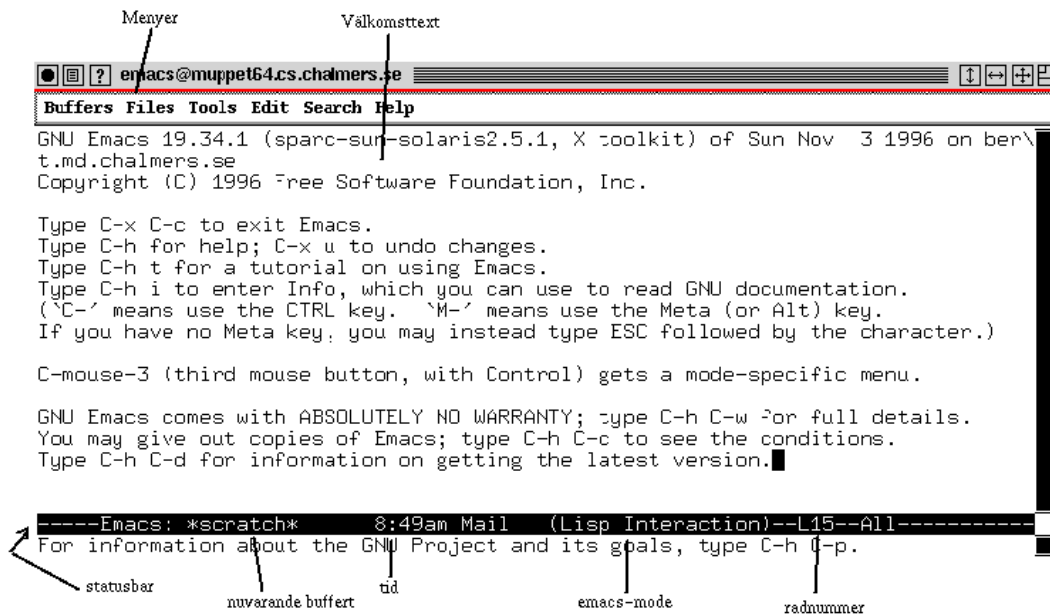 Menyer
Välkomsttext
emacs@muppet64.cs.chalmers.se
Buffers Files Tools Edit Search Help
GNU Emacs 19.34.1 (sparc-sun-solaris2.5.1, X toolkit) of Sun Nov  3 1996 on ber\
t.md.chalmers.se
Copyright (C) 1996 Free Software Foundation, Inc.
Type C-x C-c to exit Emacs.
Type C-h for help; C-x u to undo changes.
Type C-h t for a tutorial on using Emacs.
Type C-h i to enter Info, which you can use to read GNU documentation.
(`C-' means use the CTRL key.  `M-' means use the Meta (or Alt) key.
If you have no Meta key, you may instead type ESC followed by the character.)
C-mouse-3 (third mouse button, with Control) gets a mode-specific menu.
GNU Emacs comes with ABSOLUTELY NO WARRANTY; type C-h C-w for full details.
You may give out copies of Emacs; type C-h C-c to see the conditions.
Type C-h C-d for information on getting the latest version.
-----Emacs: *scratch*      8:49am Mail   (Lisp Interaction)--L15--All-----------
For information about the GNU Project and its goals, type C-h C-p.
statusbar
nuvarande buffert
tid
emacs-mode
radnummer